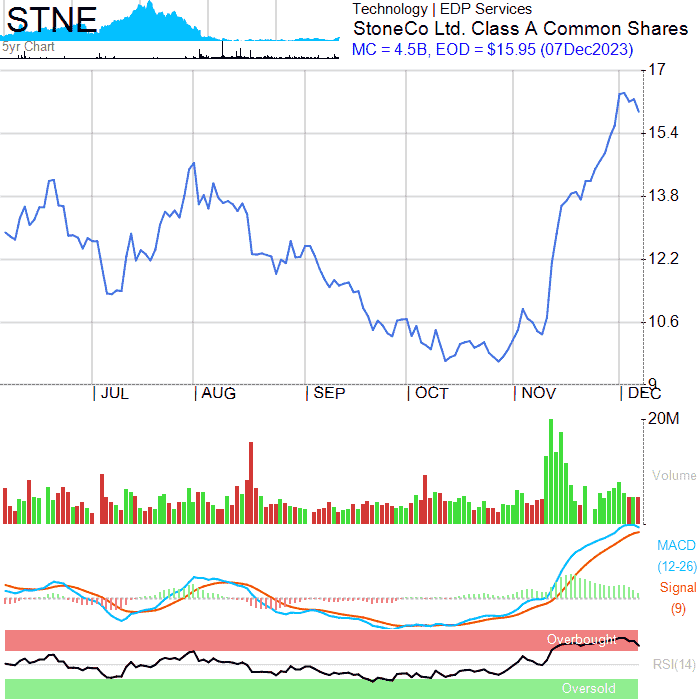 STNE
5yr Chart
Technology | EDP Services
StoneCo Ltd. Class A Common Shares
MC = 4.5B, EOD = $15.95 (07Dec2023)
17
15.4
13.8
12.2
10.6
9
JUL
AUG
SEP
OCT
NOV
DEC
20M
Volume
MACD
(12-26)
Signal
(9)
Overbought
RSI(14)
Oversold